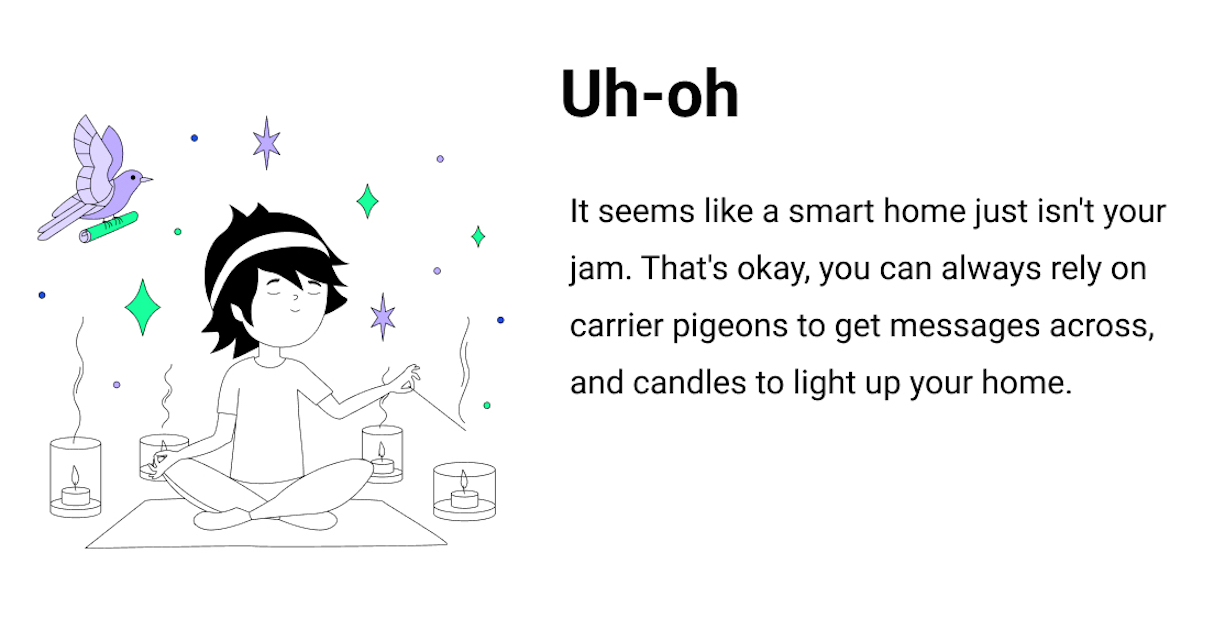 Uh-oh
It seems like a smart home just isn't your
jam. That's okay, you can always rely on
carrier pigeons to get messages across,
and candles to light up your home.